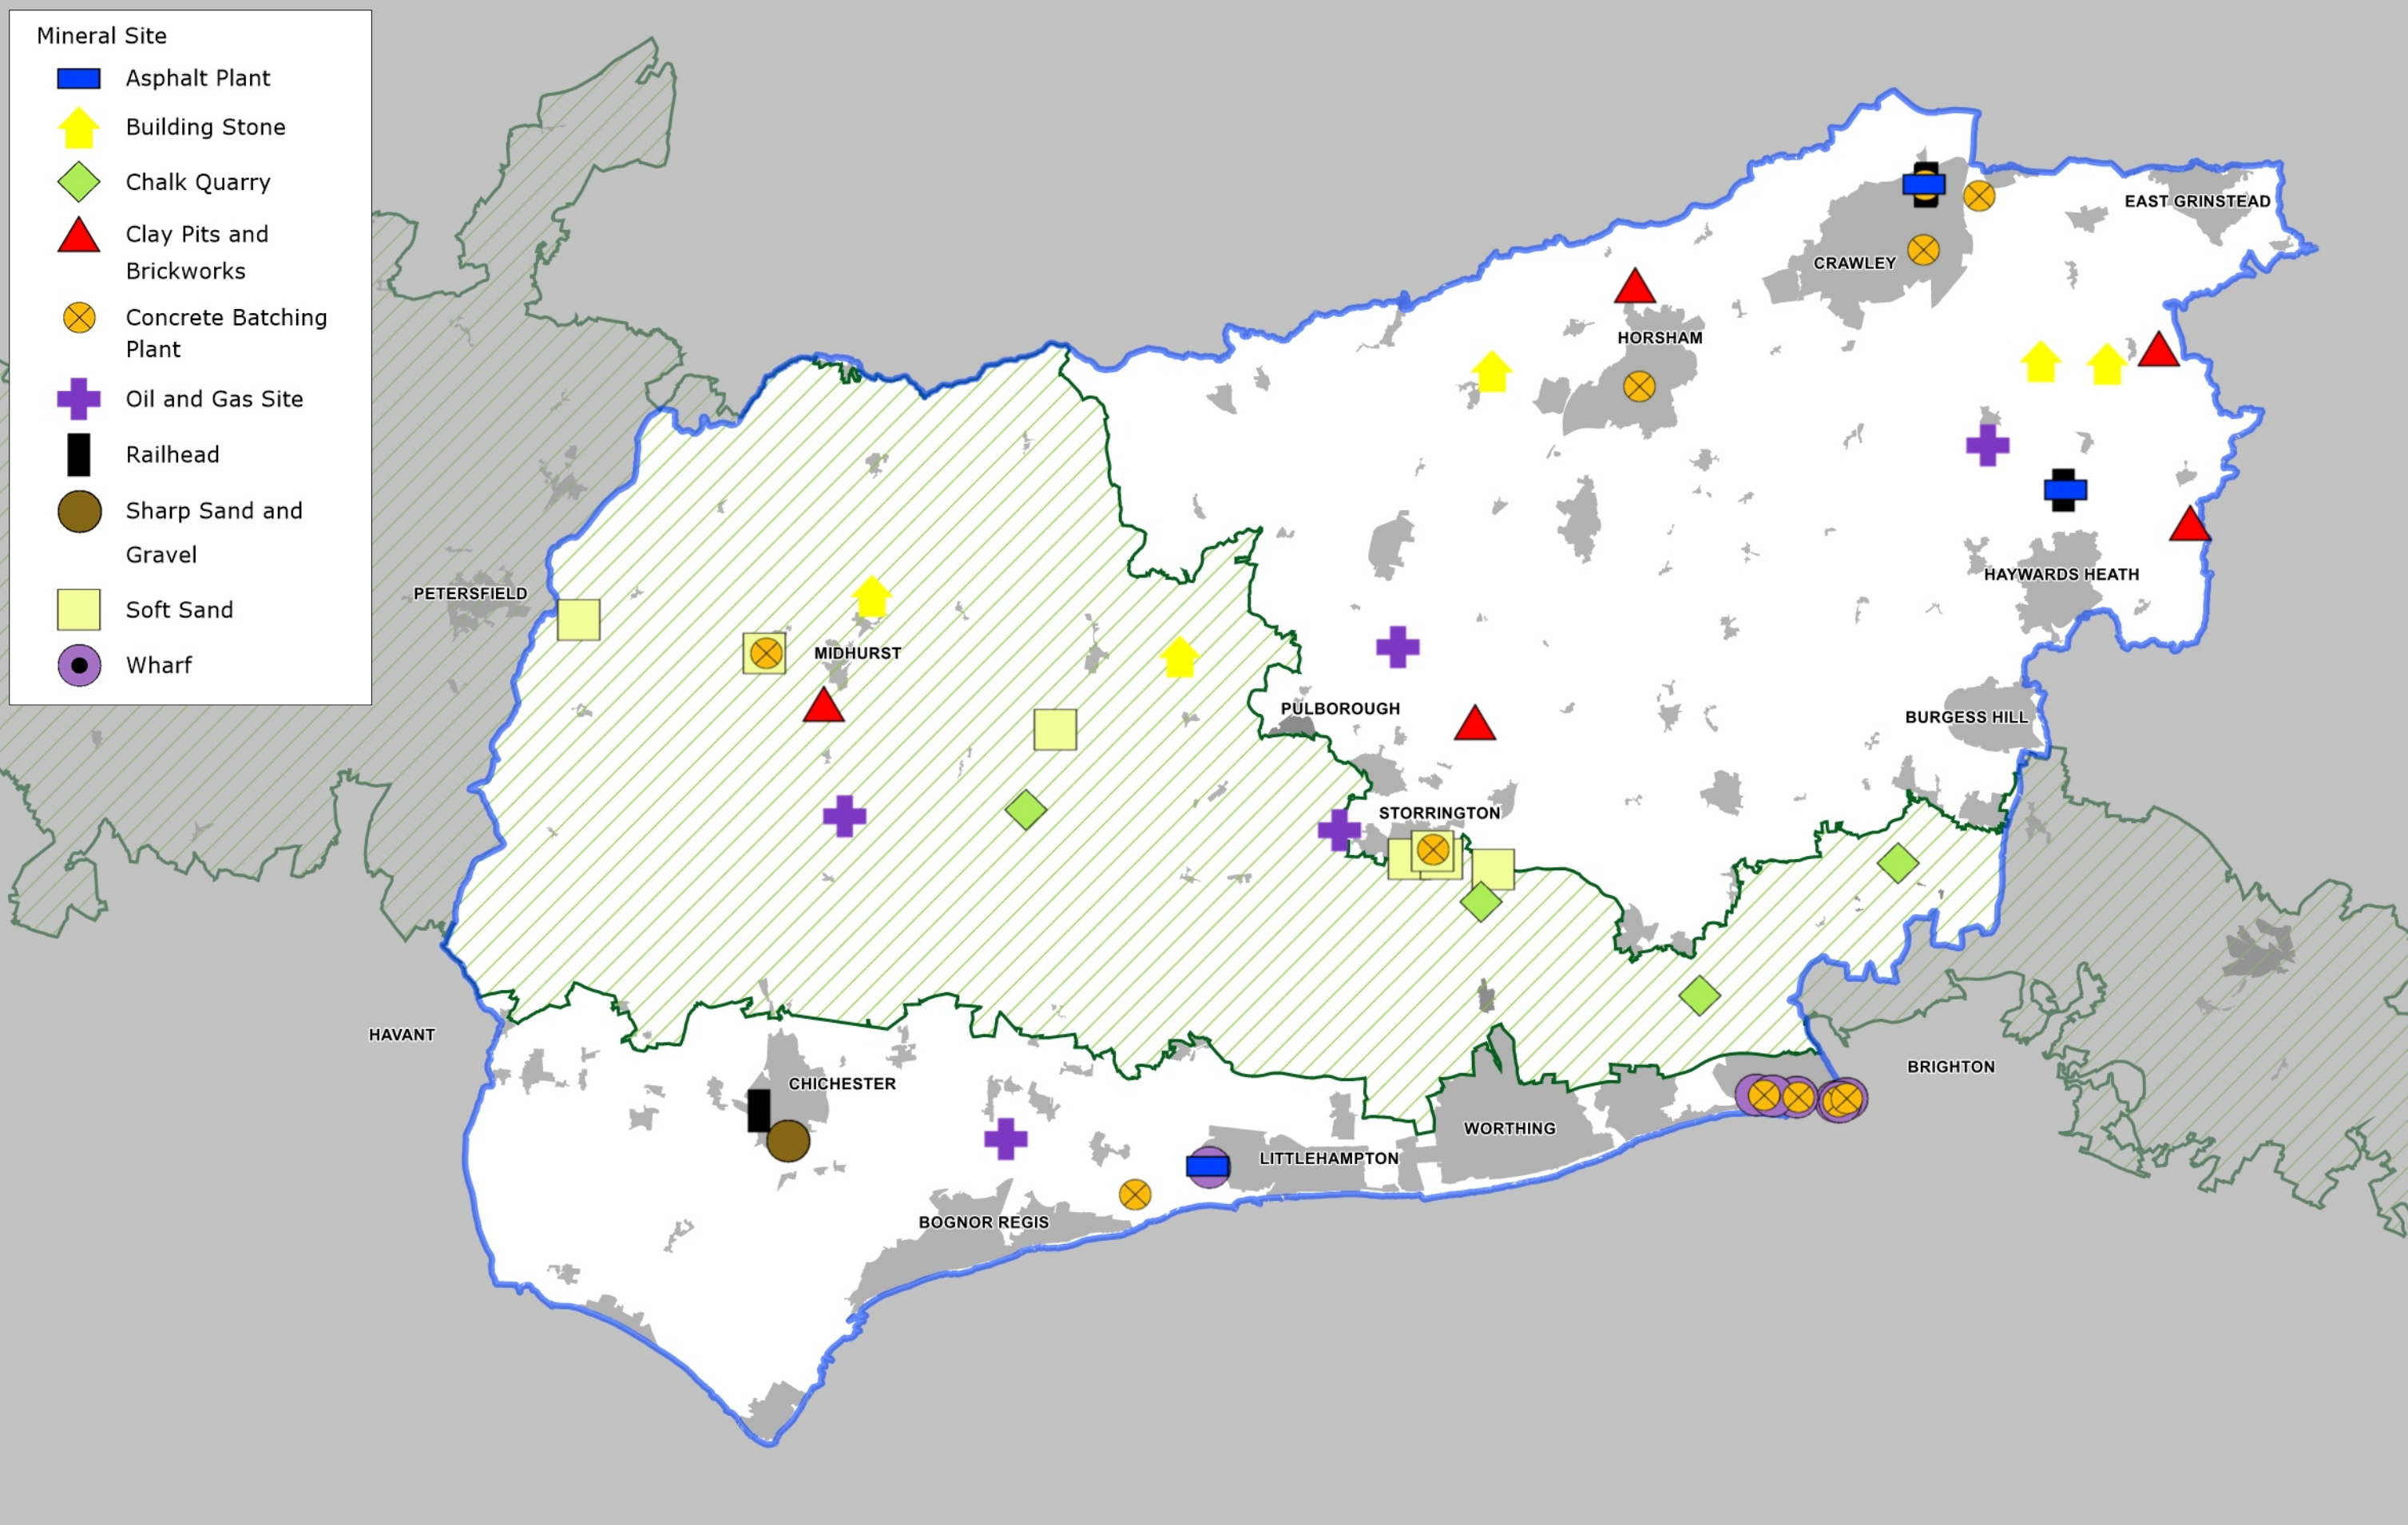 Mineral Site
Asphalt Plant
Building Stone
Chalk Quarry
Clay Pits and
Brickworks
Concrete Batching
Plant
Oil and Gas Site
Railhead
Sharp Sand and
Gravel
Soft Sand
Wharf
EAST GRINSTEAD
CRAWLEY
HORSHAM
HAYWARDS HEATH
PETERSFIELD
MIDHURST
PULBOROUGH
BURGESS HILL
STORRINGTON
HAVANT
BRIGHTON
CHICHESTER
WORTHING
LITTLEHAMPTON
BOGNOR REGIS